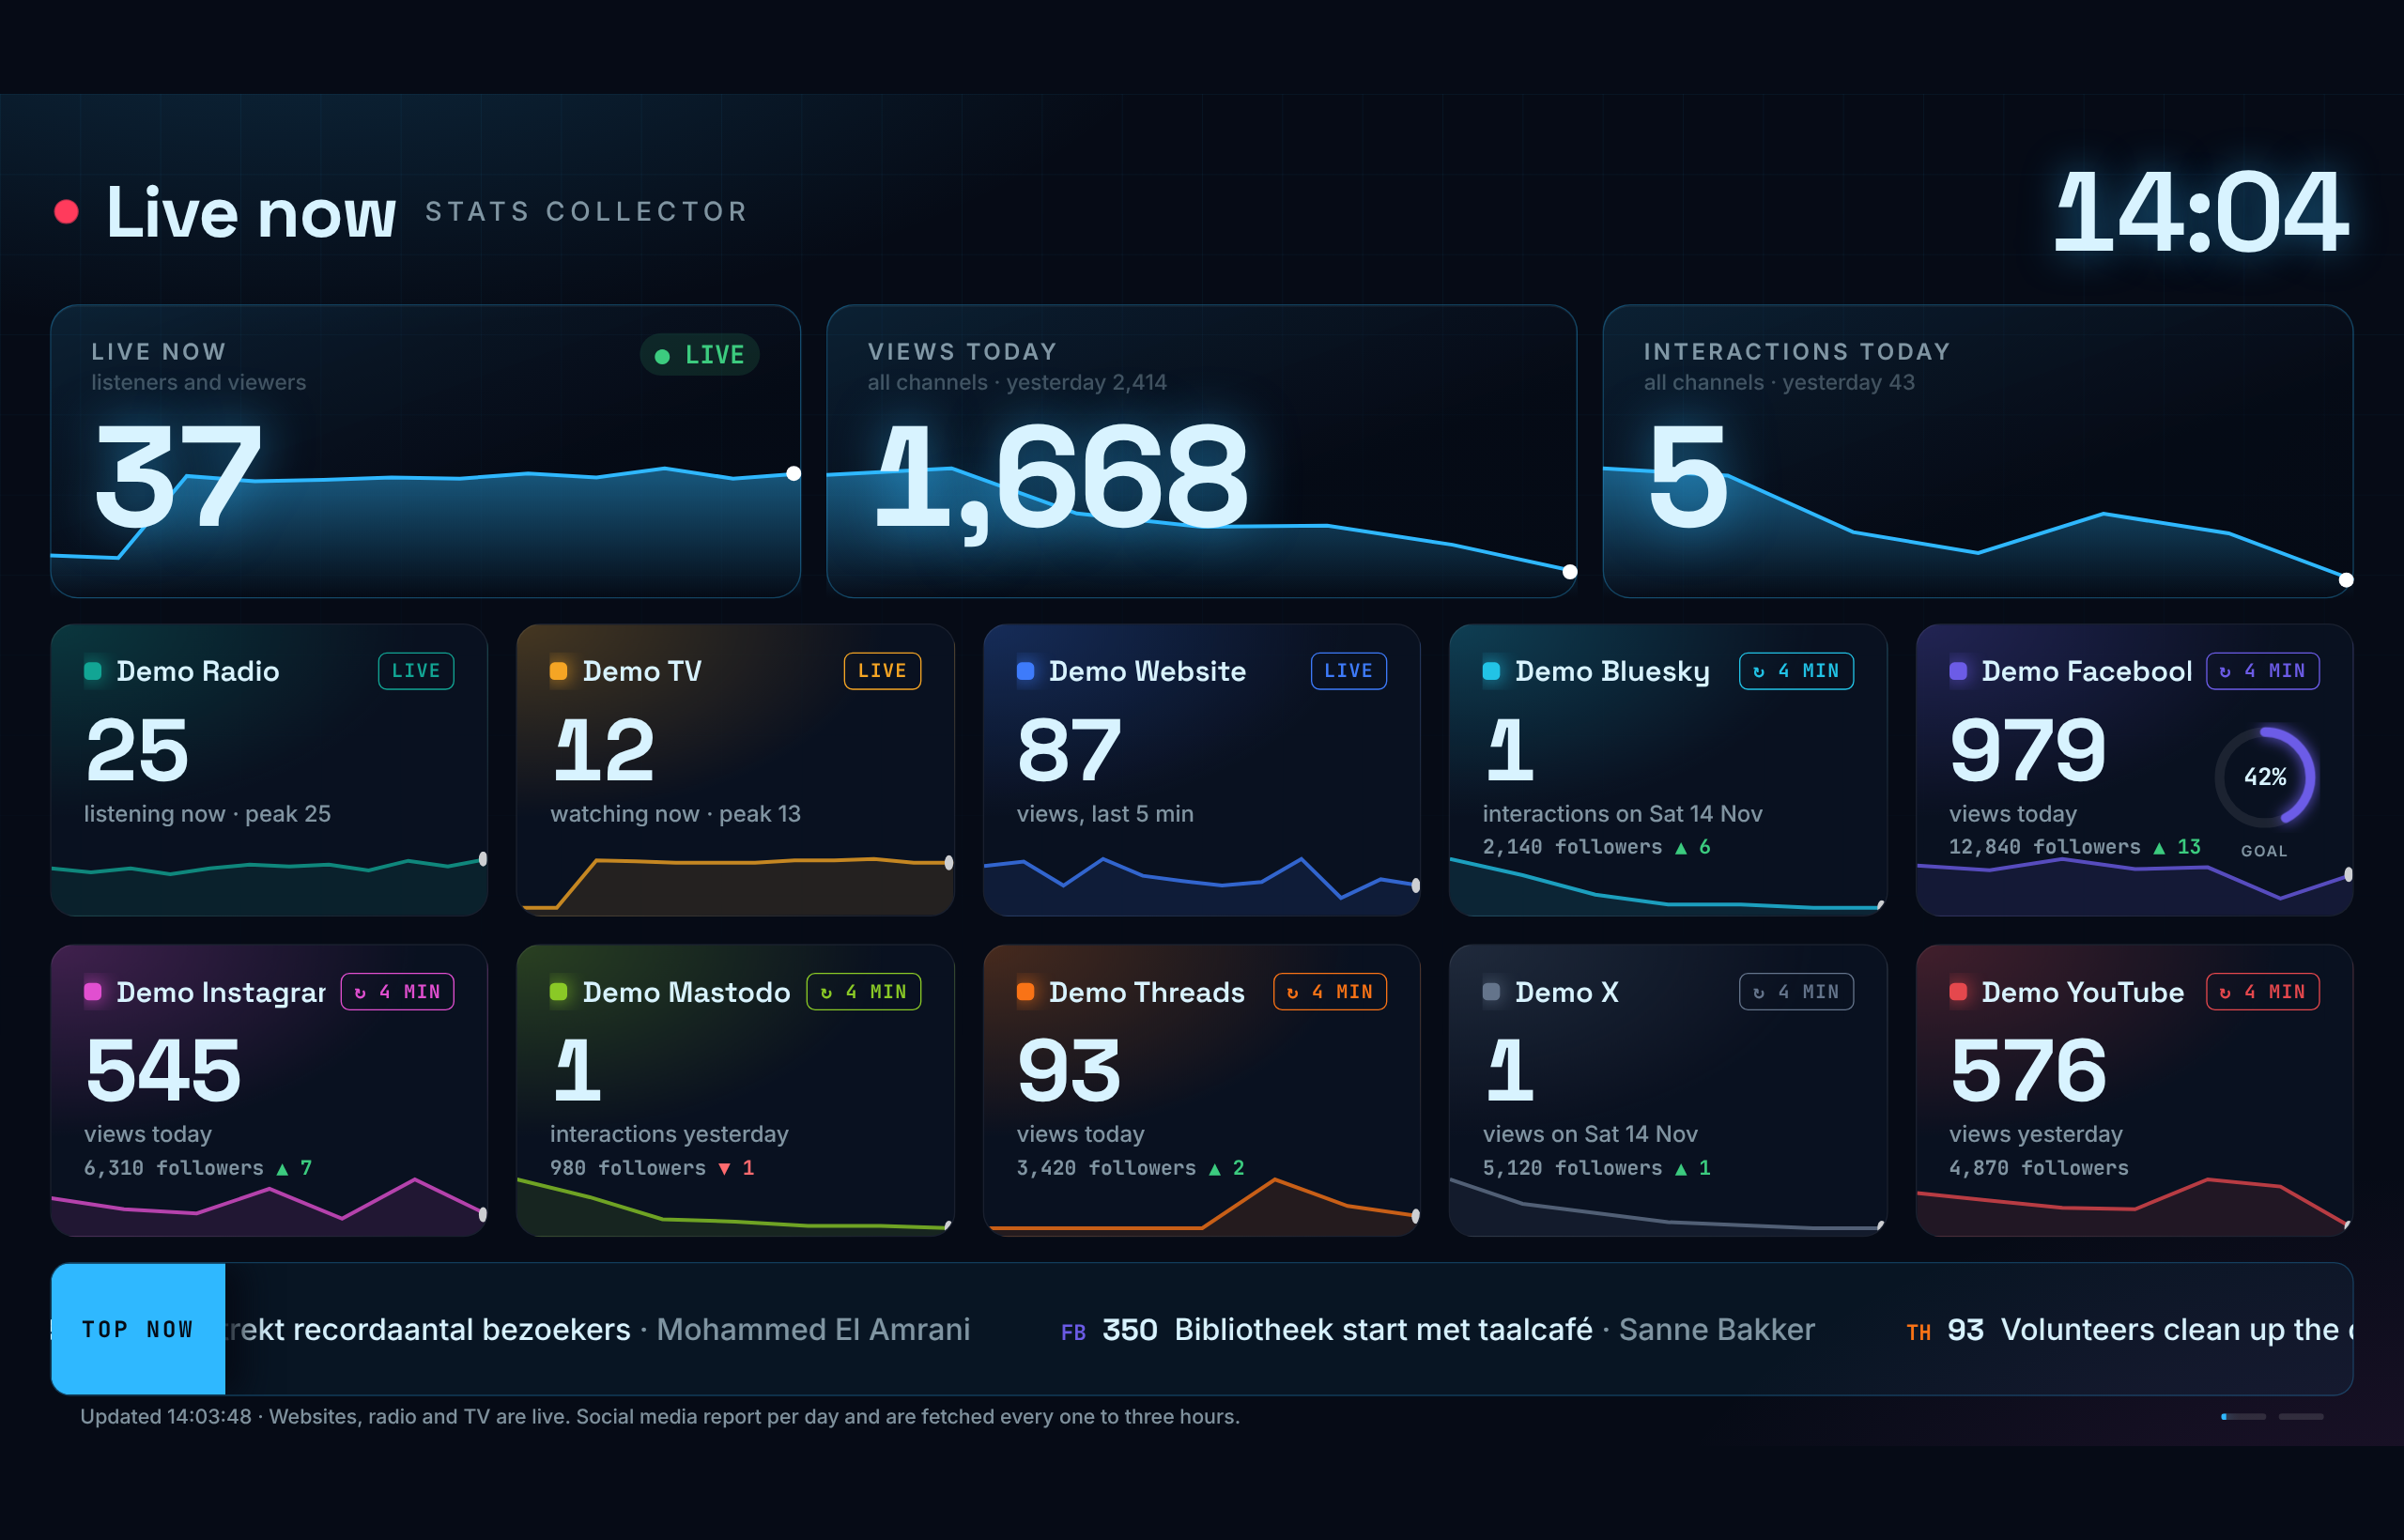 Live now STATS COLLECTOR
14:04
LIVE NOW
LIVE
listeners and viewers
37
VIEWS TODAY
all channels · yesterday 2,414
1,668
INTERACTIONS TODAY
all channels · yesterday 43
5
Demo Radio LIVE
25
listening now · peak 25
Demo TV LIVE
12
watching now · peak 13
Demo Website LIVE
87
views, last 5 min
Demo Bluesky ↻ 4 MIN
1
interactions on Sat 14 Nov
2,140 followers ▲ 6
Demo Facebool ↻ 4 MIN
979
42%
views today
12,840 followers ▲ 13
GOAL
Demo Instagrar ↻ 4 MIN
545
views today
6,310 followers ▲ 7
Demo Mastodo ↻ 4 MIN
1
interactions yesterday
980 followers ▼ 1
Demo Threads ↻ 4 MIN
93
views today
3,420 followers ▲ 2
Demo X ↻ 4 MIN
1
views on Sat 14 Nov
5,120 followers ▲ 1
Demo YouTube ↻ 4 MIN
576
views yesterday
4,870 followers
TOP NOW
rekt recordaantal bezoekers · Mohammed El Amrani FB 350 Bibliotheek start met taalcafé · Sanne Bakker TH 93 Volunteers clean up the
Updated 14:03:48 · Websites, radio and TV are live. Social media report per day and are fetched every one to three hours.